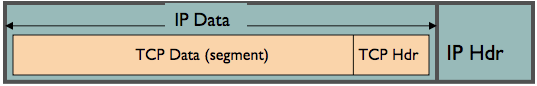 IP Data
TCP Data (segment)
TCP Hdr
IP Hdr